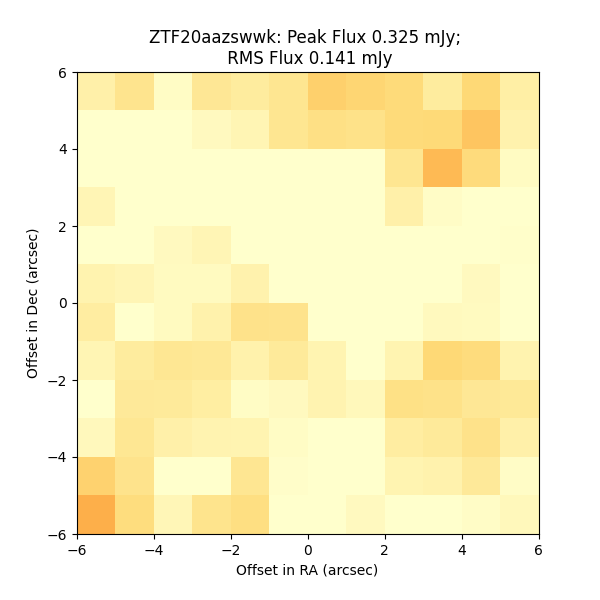 ZTF20aazswwk: Peak Flux 0.325 mJy;
RMS Flux 0.141 mJy
6
4
2
0
−2
−4
−6
−6 −4 −2 0 2 4 6
Offset in Dec (arcsec)
Offset in RA (arcsec)